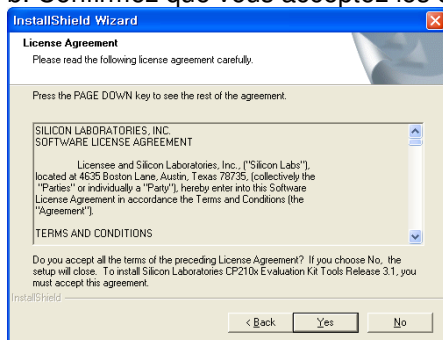 b. Confirmez que vous acceptez les
InstallShield Wizard
License Agreement
Please read the following license agreement carefully.
Press the PAGE DOWN key to see the rest of the agreement.
SILICON LABORATORIES, INC.
SOFTWARE LICENSE AGREEMENT
Licensee and Silicon Laboratories, Inc., ("Silicon Labs"),
located at 4635 Boston Lane, Austin, Texas 78735, (collectively the
"Parties" or individually a "Party"), hereby enter into this Software
License Agreement in accordance the Terms and Conditions (the
"Agreement").
TERMS AND CONDITIONS
Do you accept all the terms of the preceding License Agreement? If you choose No, the
setup will close. To install Silicon Laboratories CP210x Evaluation Kit Tools Release 3.1, you
must accept this agreement.
InstallShield
< Back Yes No